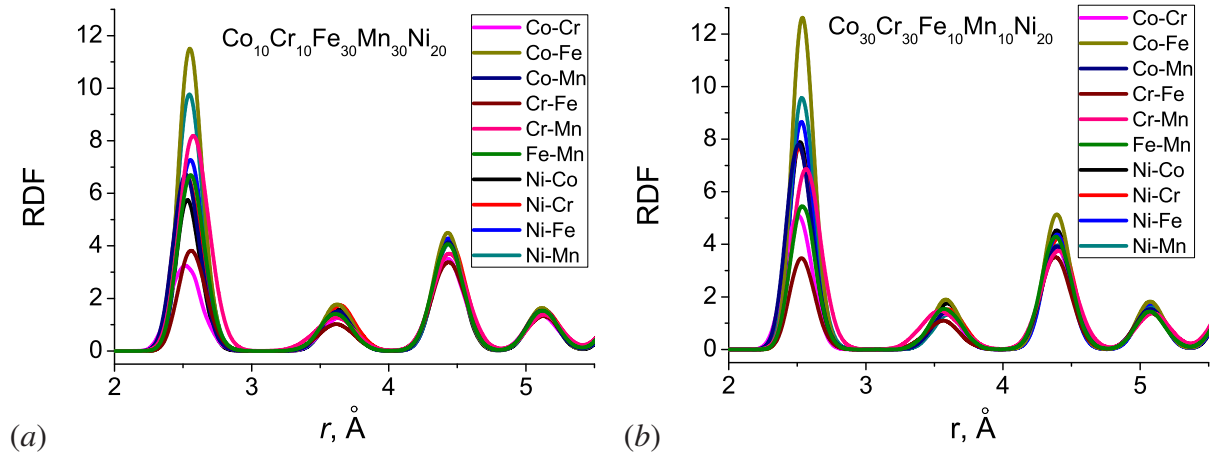 Co10Cr10Fe30Mn30Ni20
Co-Cr
Co-Fe
Co-Mn
Cr-Fe
Cr-Mn
Fe-Mn
Ni-Co
Ni-Cr
Ni-Fe
Ni-Mn
RDF
12
10
8
6
4
2
0
2 3 4 5
r, Å
(a)
Co30Cr30Fe10Mn10Ni20
Co-Cr
Co-Fe
Co-Mn
Cr-Fe
Cr-Mn
Fe-Mn
Ni-Co
Ni-Cr
Ni-Fe
Ni-Mn
RDF
12
10
8
6
4
2
0
2 3 4 5
r, Å
(b)